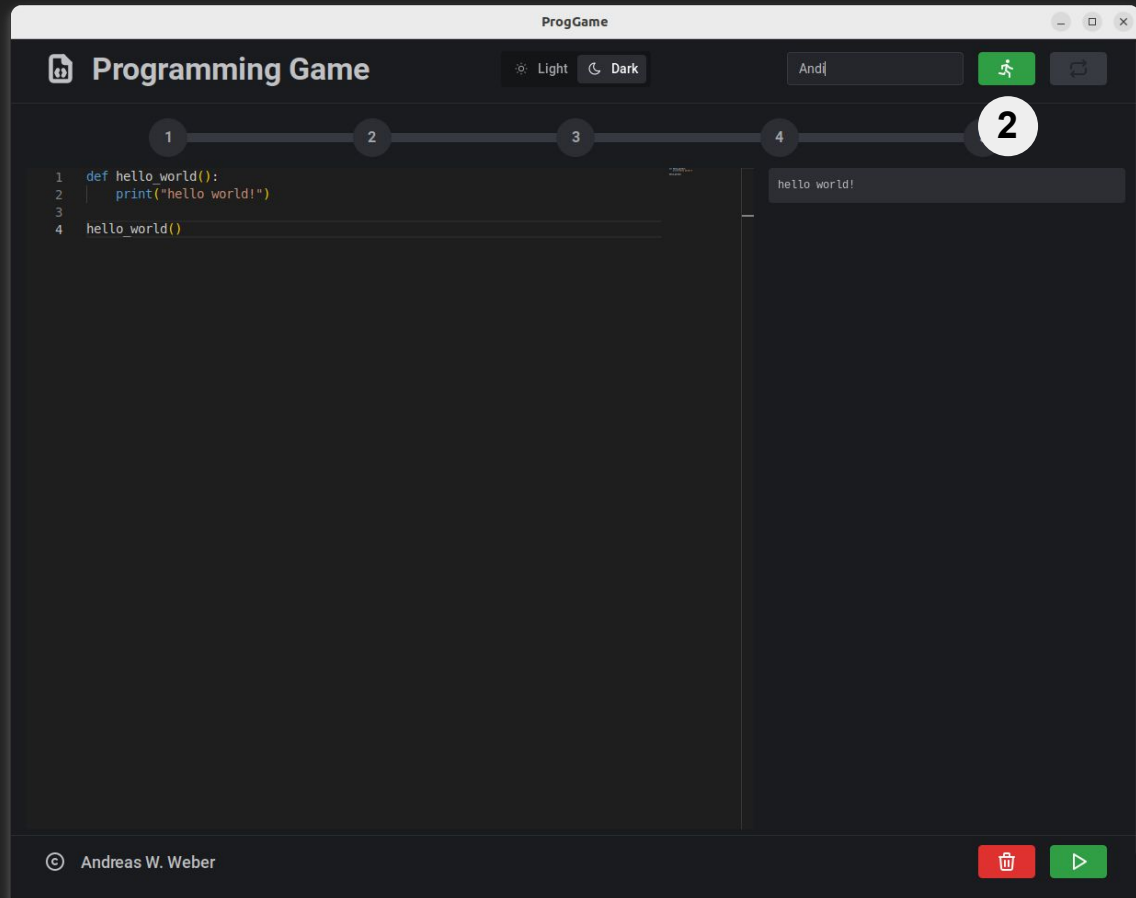 ProgGame
Programming Game
Light
Dark
Andi
1
2
3
4
2
1 def hello_world():
2 print("hello world!")
3
4 hello_world()
hello world!
© Andreas W. Weber